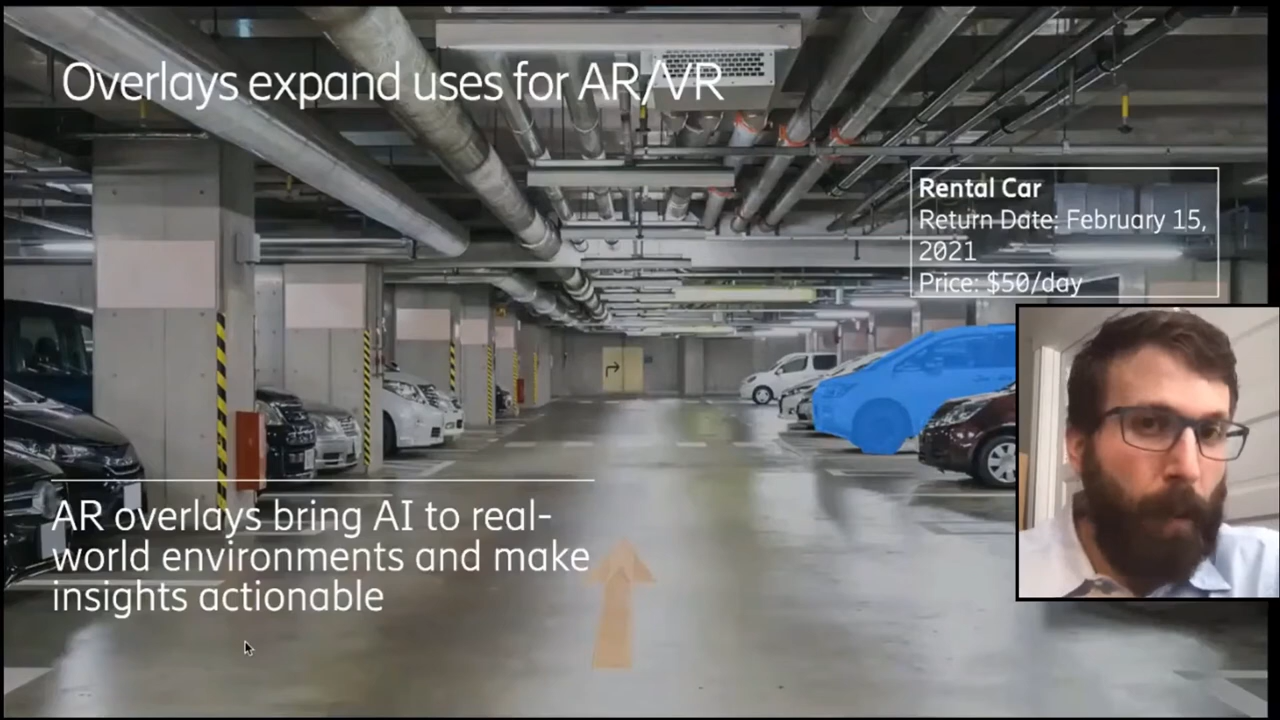 Overlays expand uses for AR/VR
Rental Car
Return Date: February 15,
2021
Price: $50/day
AR overlays bring AI to real-
world environments and make
insights actionable